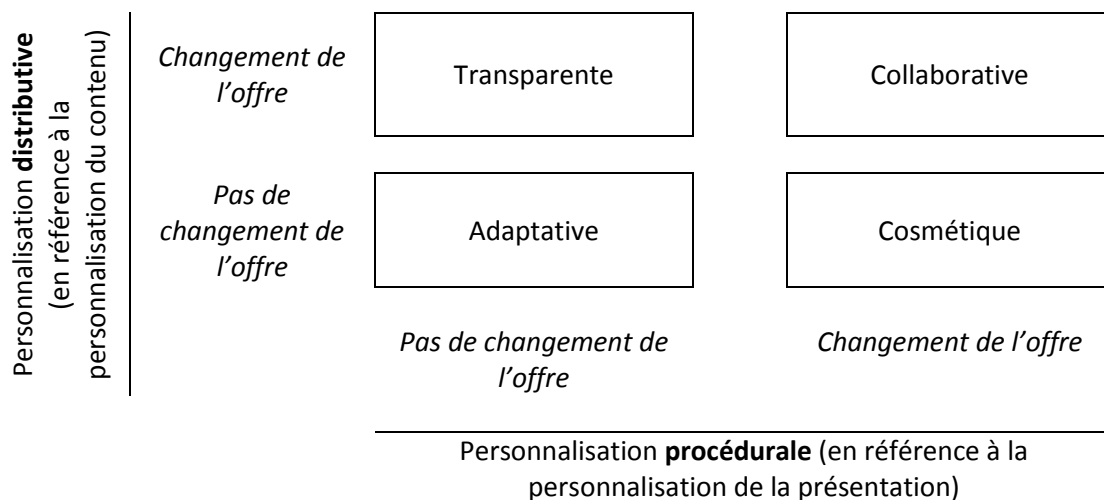 Personnalisation distributive
(en référence à la
personnalisation du contenu)
Changement de
l’offre
Transparente
Collaborative
Pas de
changement de
l’offre
Adaptative
Cosmétique
Pas de changement de
l’offre
Changement de l’offre
Personnalisation procédurale (en référence à la
personnalisation de la présentation)